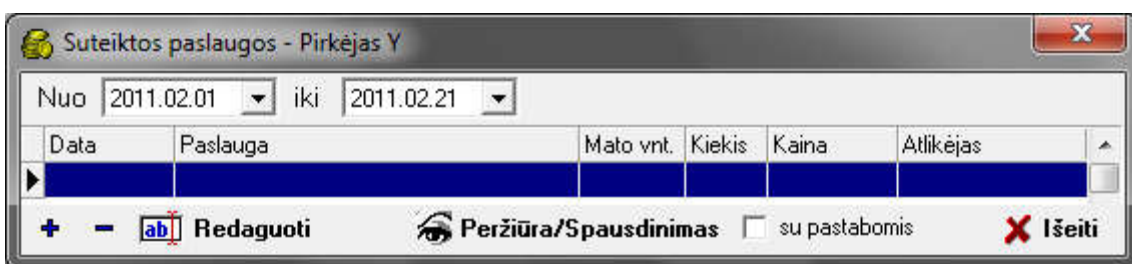 Suteiktos paslaugos - Pirkėjas Y
Nuo 2011.02.01 iki 2011.02.21
Data Paslauga Mato vnt. Kiekis Kaina Atlikėjas
ab Redaguoti Peržiūra/Spausdinimas su pastabomis Išeiti